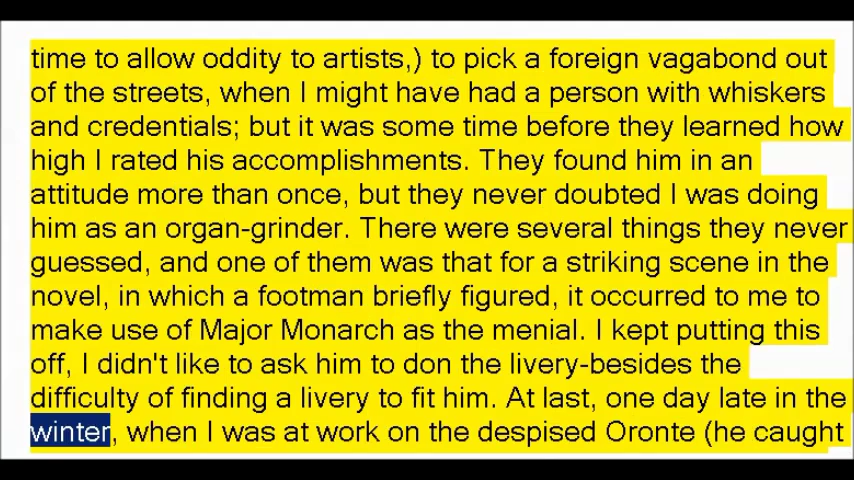 time to allow oddity to artists,) to pick a foreign vagabond out
of the streets, when I might have had a person with whiskers
and credentials; but it was some time before they learned how
high I rated his accomplishments. They found him in an
attitude more than once, but they never doubted I was doing
him as an organ-grinder. There were several things they never
guessed, and one of them was that for a striking scene in the
novel, in which a footman briefly figured, it occurred to me to
make use of Major Monarch as the menial. I kept putting this
off, I didn't like to ask him to don the livery-besides the
difficulty of finding a livery to fit him. At last, one day late in the
winter, when I was at work on the despised Oronte (he caught